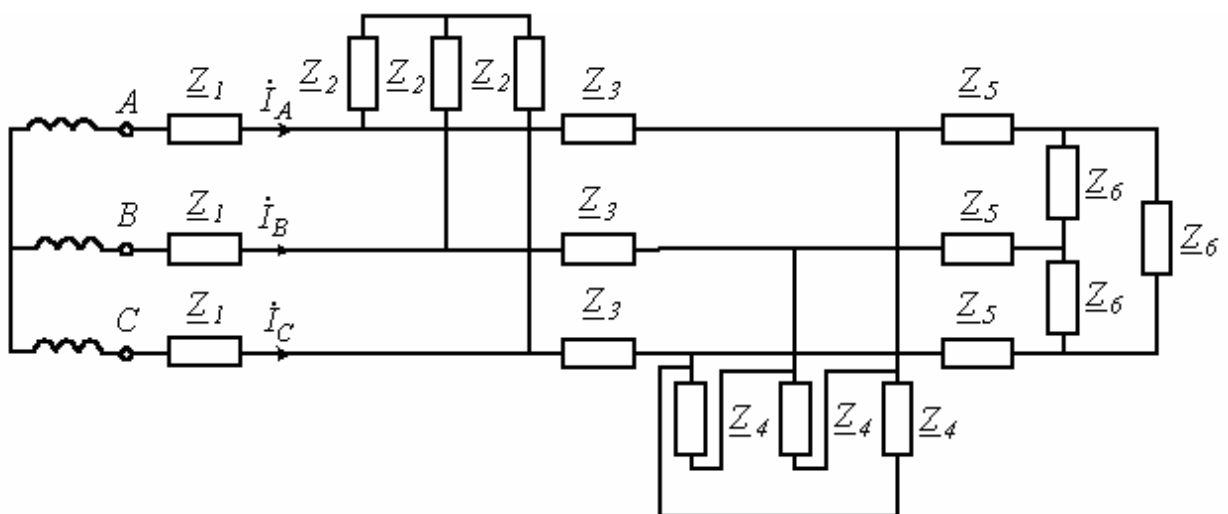 Z2 Z2 Z2
A Z1 İA Z3 Z5
Z6
B Z1 İB Z3 Z5
Z6
Z6
C Z1 İC Z3 Z5
Z4 Z4 Z4